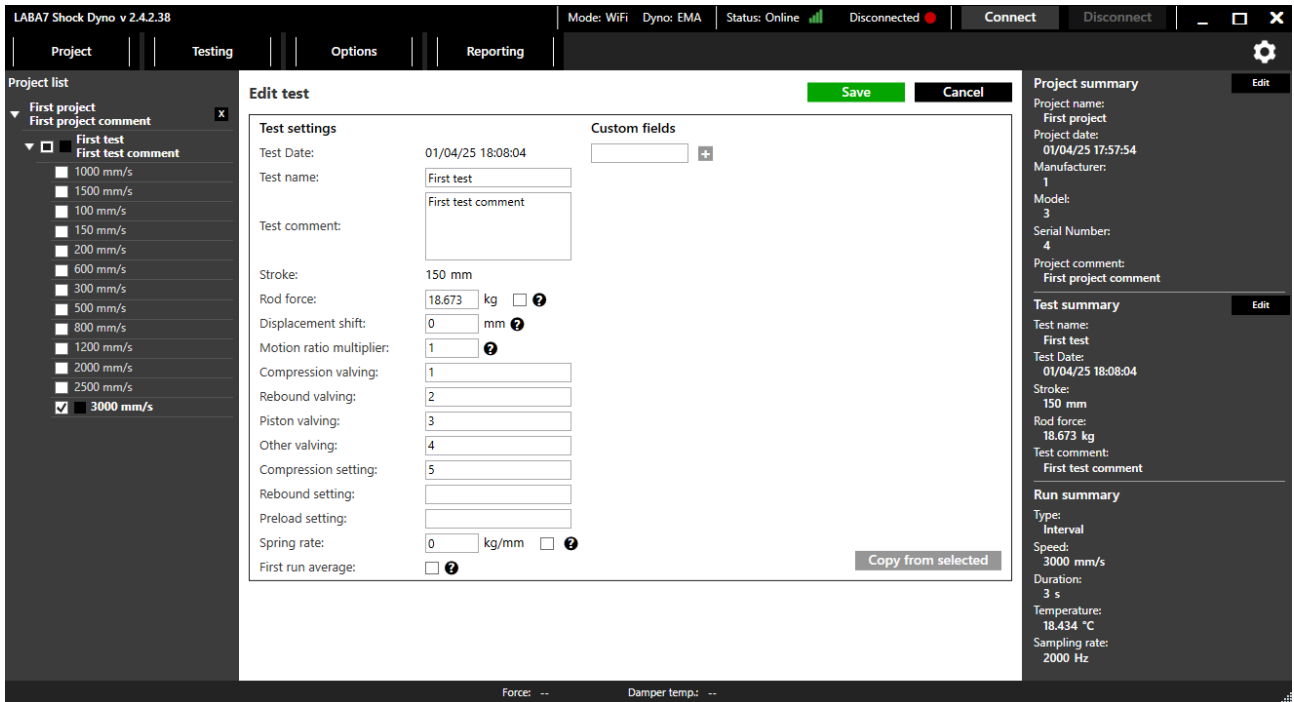 LABA7 Shock Dyno v 2.4.2.38
Mode: WiFi Dyno: EMA Status: Online Disconnected Connect Disconnect
Project Testing Options Reporting
Project list
First project
First project comment
X
First test
First test comment
1000 mm/s
1500 mm/s
100 mm/s
150 mm/s
200 mm/s
600 mm/s
300 mm/s
500 mm/s
800 mm/s
1200 mm/s
2000 mm/s
2500 mm/s
3000 mm/s
Edit test Save Cancel
Test settings Custom fields
Test Date: 01/04/25 18:08:04
Test name: First test
Test comment: First test comment
Stroke: 150 mm
Rod force: 18.673 kg ?
Displacement shift: 0 mm ?
Motion ratio multiplier: 1 ?
Compression valving: 1
Rebound valving: 2
Piston valving: 3
Other valving: 4
Compression setting: 5
Rebound setting:
Preload setting:
Spring rate: 0 kg/mm ?
First run average: ?
Copy from selected
Project summary Edit
Project name:
First project
Project date:
01/04/25 17:57:54
Manufacturer:
1
Model:
3
Serial Number:
4
Project comment:
First project comment
Test summary Edit
Test name:
First test
Test Date:
01/04/25 18:08:04
Stroke:
150 mm
Rod force:
18.673 kg
Test comment:
First test comment
Run summary
Type:
Interval
Speed:
3000 mm/s
Duration:
3 s
Temperature:
18.434 °C
Sampling rate:
2000 Hz
Force: -- Damper temp.: --